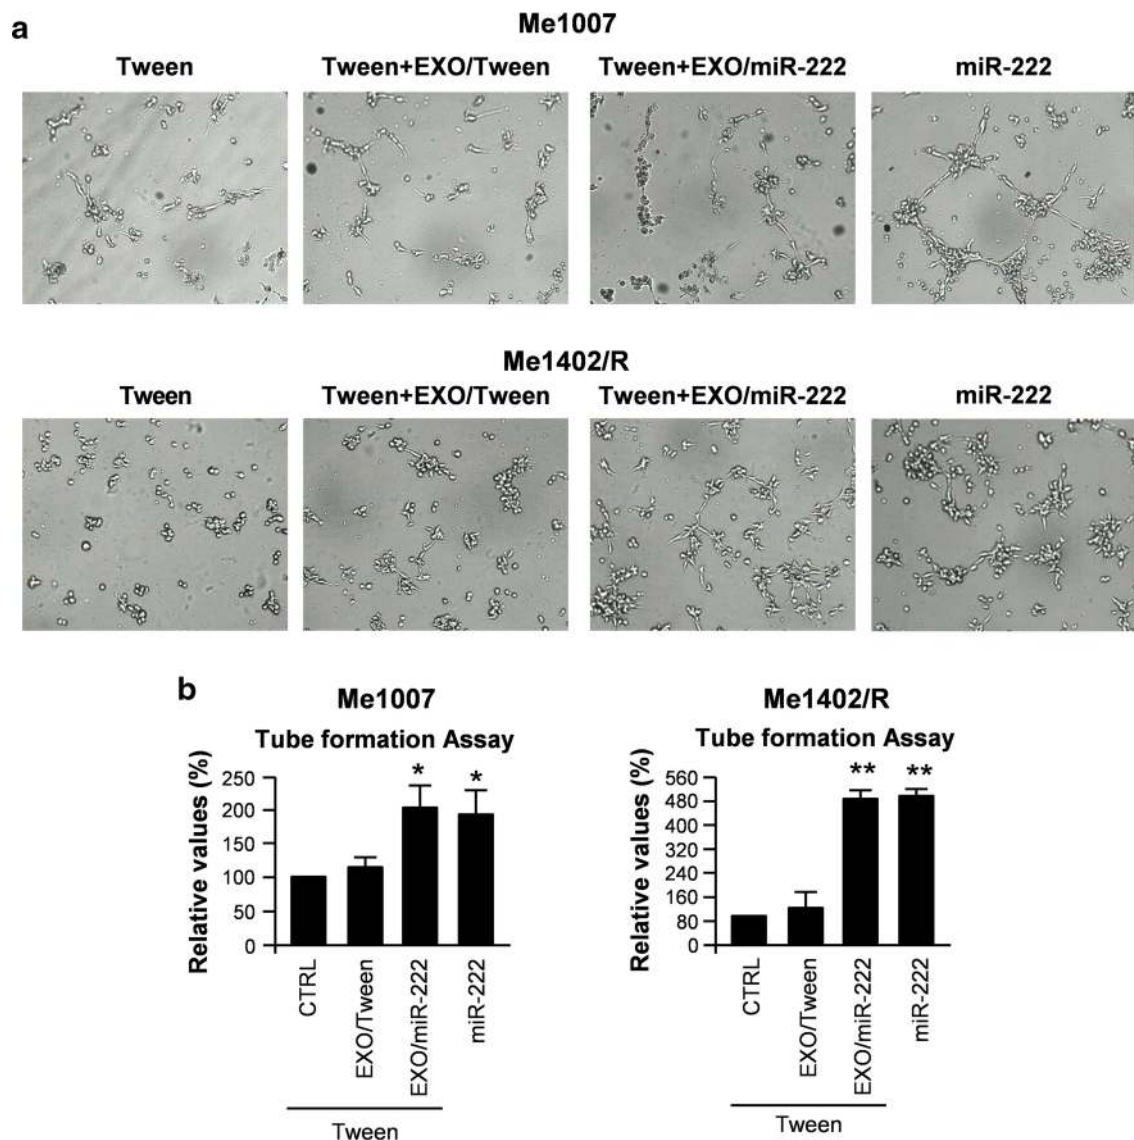 a
Me1007
Tween Tween+EXO/Tween Tween+EXO/miR-222 miR-222
Me1402/R
Tween Tween+EXO/Tween Tween+EXO/miR-222 miR-222
b
Me1007
Tube formation Assay
Relative values (%)
250
200
150
100
50
0
* *
CTRL
EXO/Tween
EXO/miR-222
miR-222
Tween
Me1402/R
Tube formation Assay
Relative values (%)
560
480
400
320
240
160
80
0
** **
CTRL
EXO/Tween
EXO/miR-222
miR-222
Tween